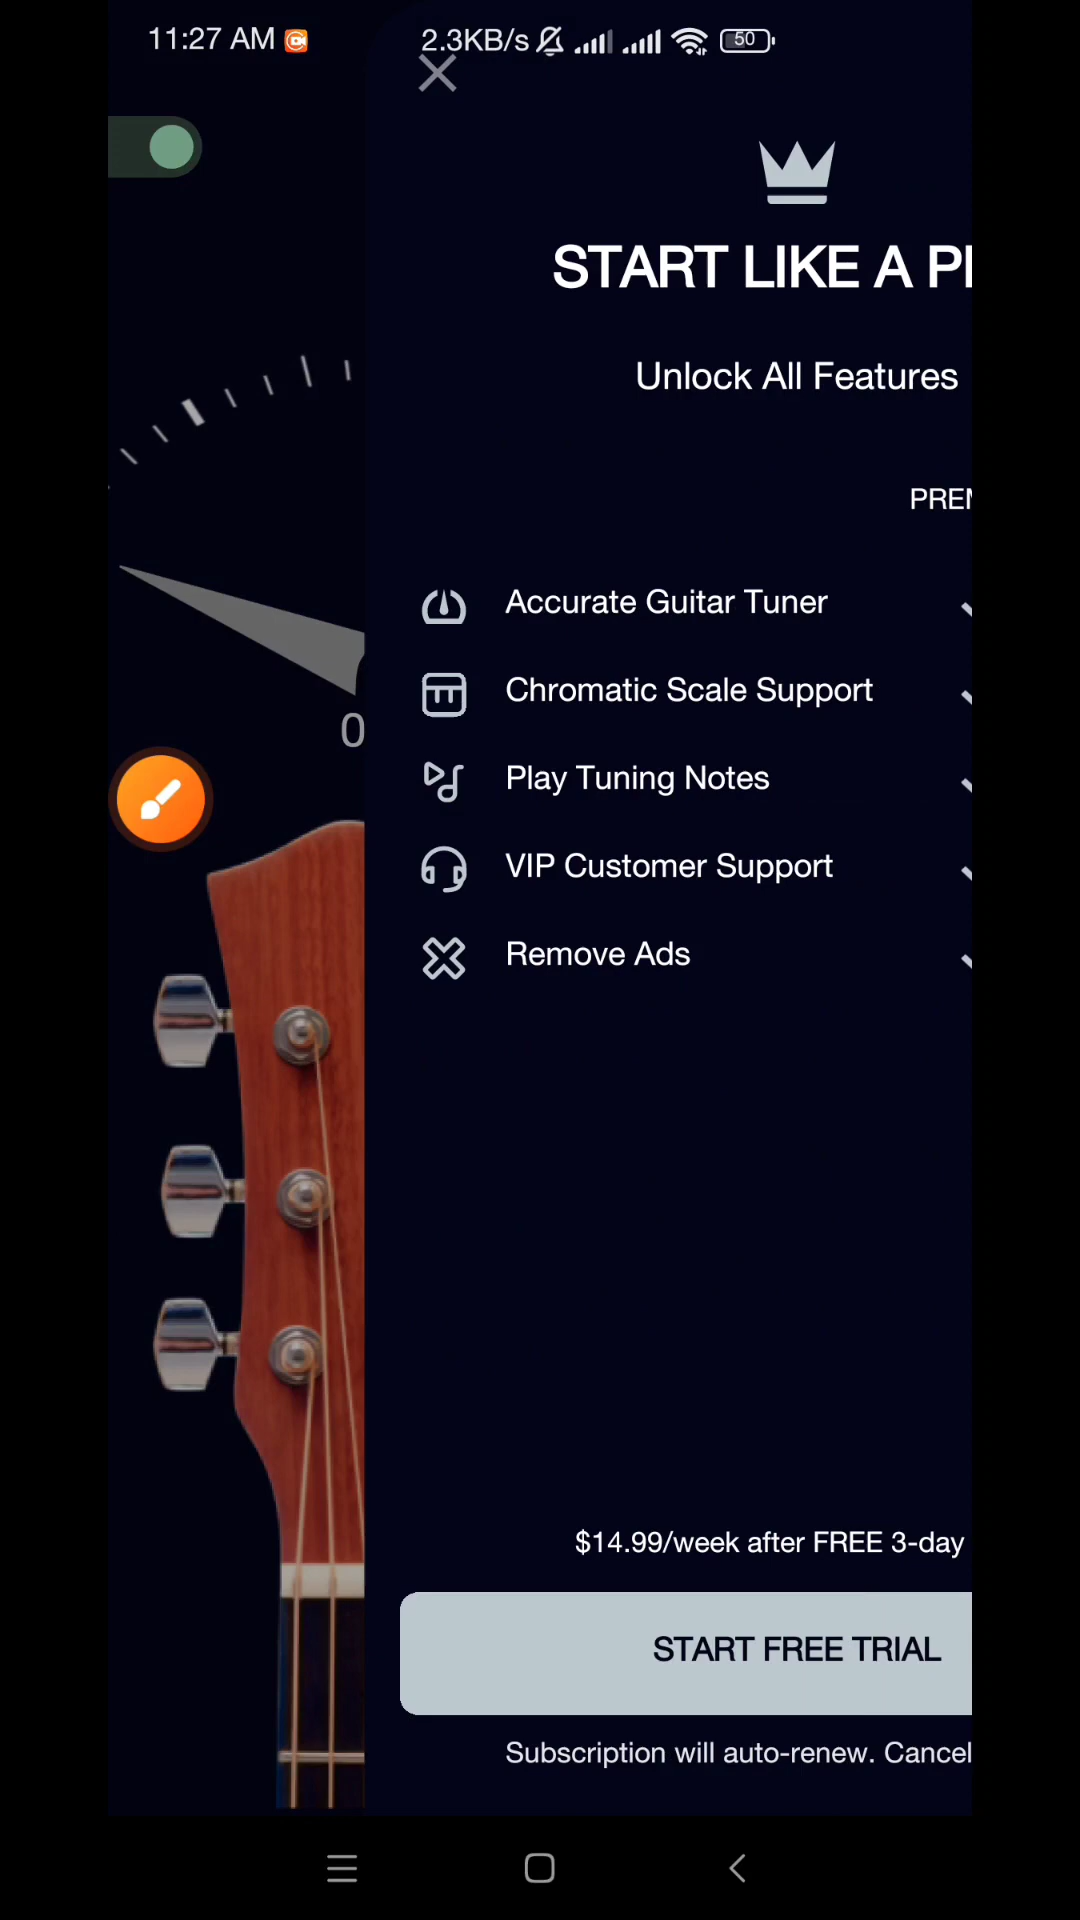 11:27 AM 2.3KB/s 50
START LIKE A
Unlock All Features
Accurate Guitar Tuner
Chromatic Scale Support
0
Play Tuning Notes
VIP Customer Support
Remove Ads
$14.99/week after FREE 3-day
START FREE TRIAL
Subscription will auto-renew. Cancel